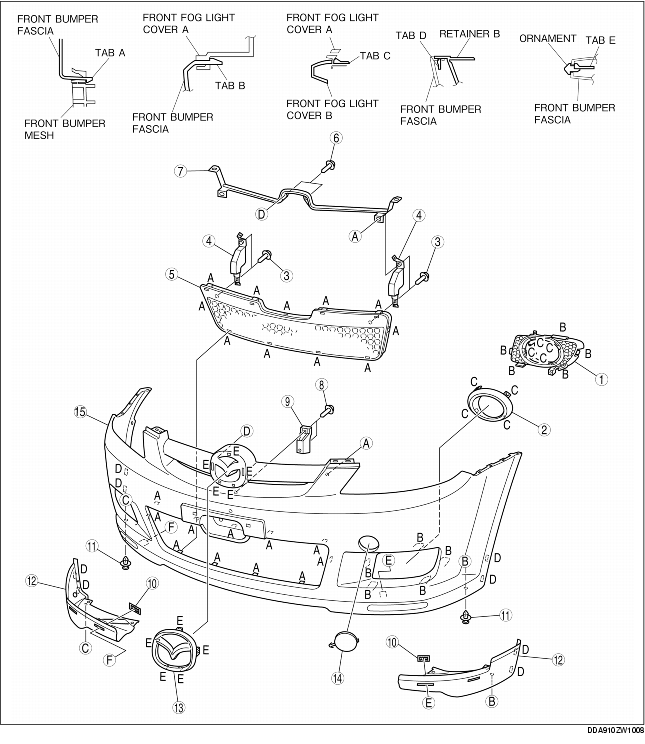 FRONT BUMPER
FASCIA
TAB A
FRONT BUMPER
MESH
FRONT FOG LIGHT
COVER A
TAB B
FRONT BUMPER
FASCIA
FRONT FOG LIGHT
COVER A
TAB C
FRONT FOG LIGHT
COVER B
TAB D
RETAINER B
FRONT BUMPER
FASCIA
ORNAMENT
TAB E
FRONT BUMPER
FASCIA
6
7
D
A
4
4
3
3
5
A
A
A
A
A
A
A
A
A
A
B
B
B
B
C
C
C
C
1
C
C
C
C
2
8
9
15
D
E
E
E
E
A
D
D
C
A
F
A
A
A
A
A
A
A
A
B
B
B
B
B
E
B
D
D
11
12
D
D
10
C
F
E
E
E
E
E
13
14
11
10
12
D
D
E
B
DDA910ZW1008